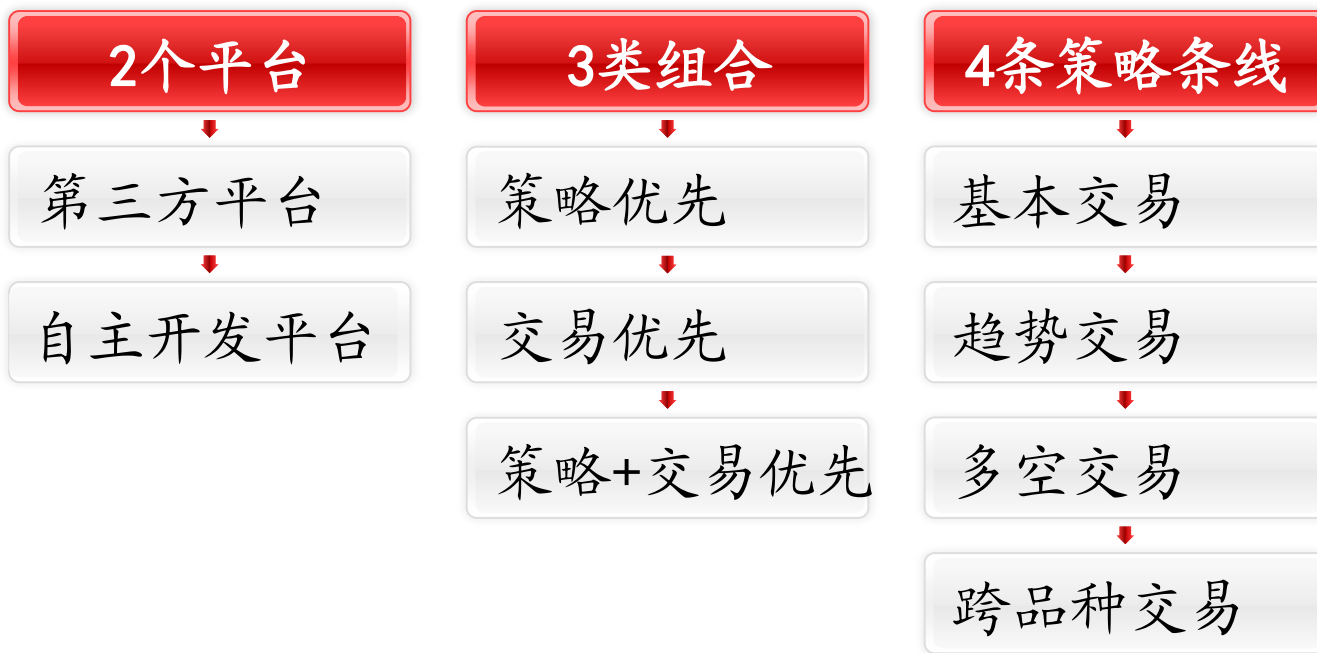 2个平台
第三方平台
自主开发平台
3类组合
策略优先
交易优先
策略+交易优先
4条策略条线
基本交易
趋势交易
多空交易
跨品种交易